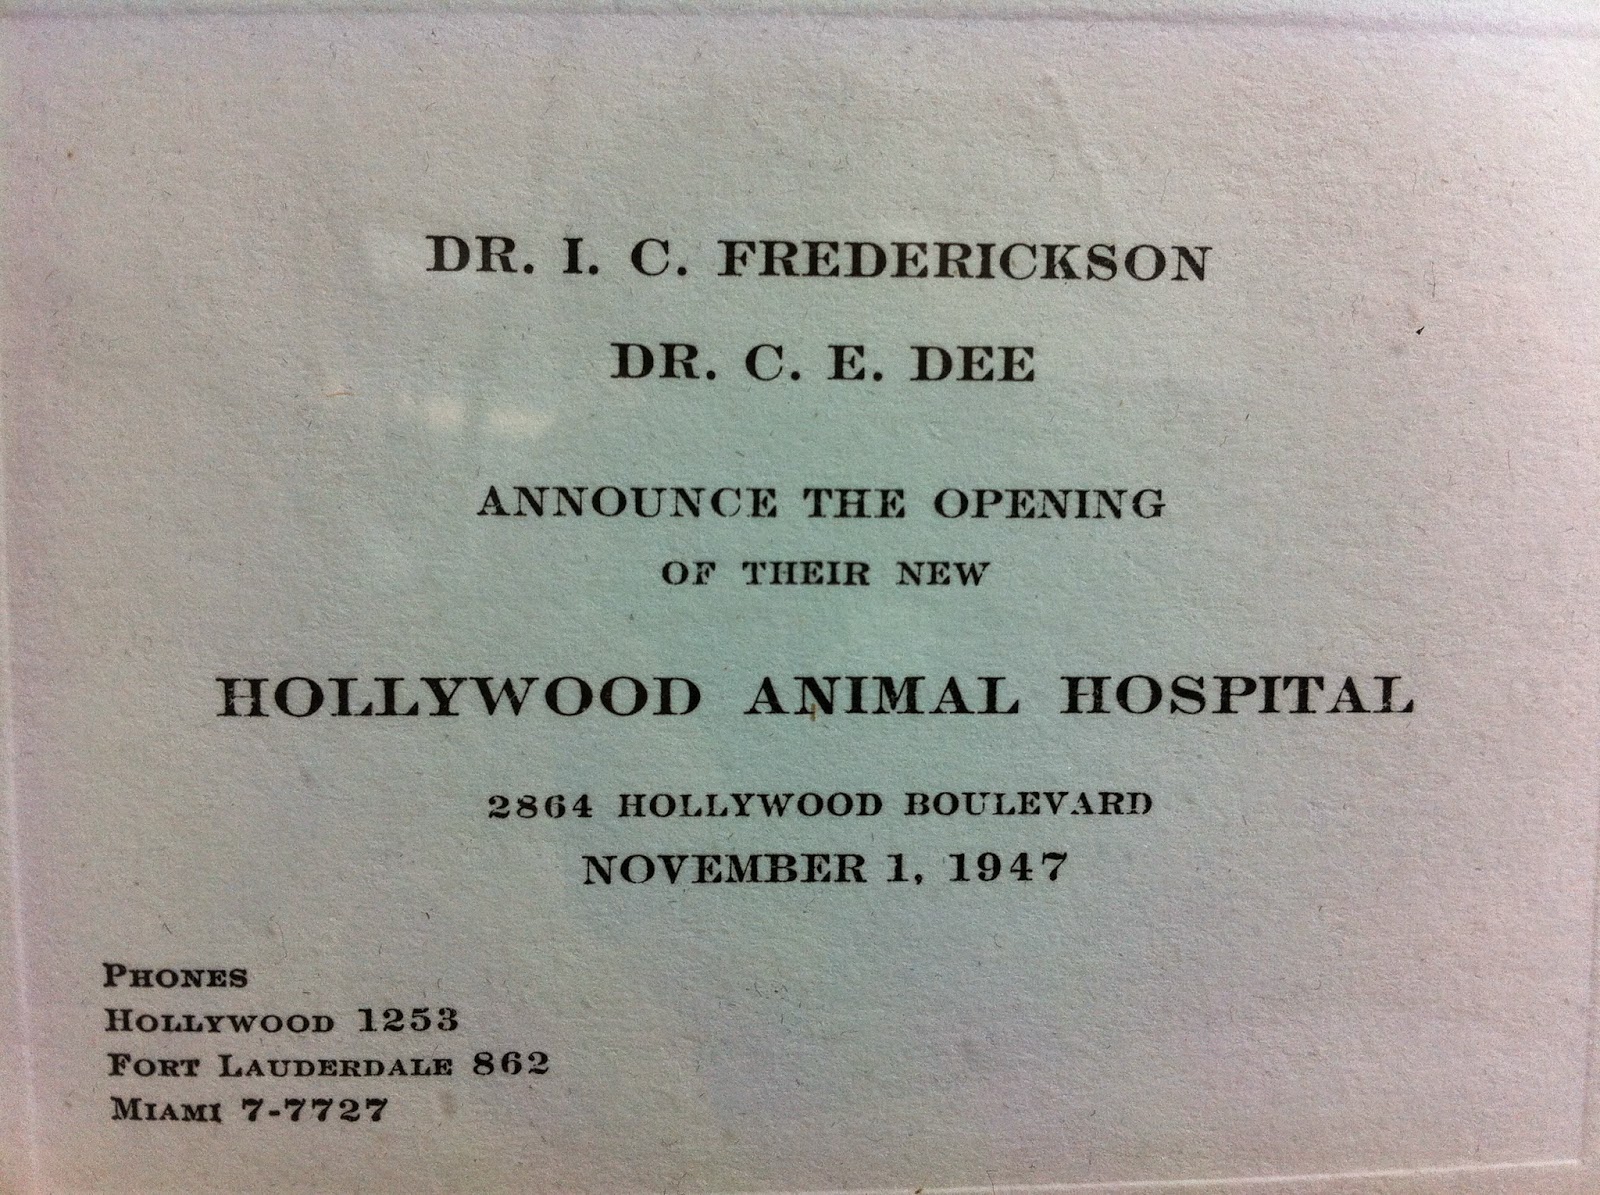 DR. I. C. FREDERICKSON
DR. C. E. DEE
ANNOUNCE THE OPENING
OF THEIR NEW
HOLLYWOOD ANIMAL HOSPITAL
2864 HOLLYWOOD BOULEVARD
NOVEMBER 1, 1947
PHONES
HOLLYWOOD 1253
FORT LAUDERDALE 862
MIAMI 7-7727